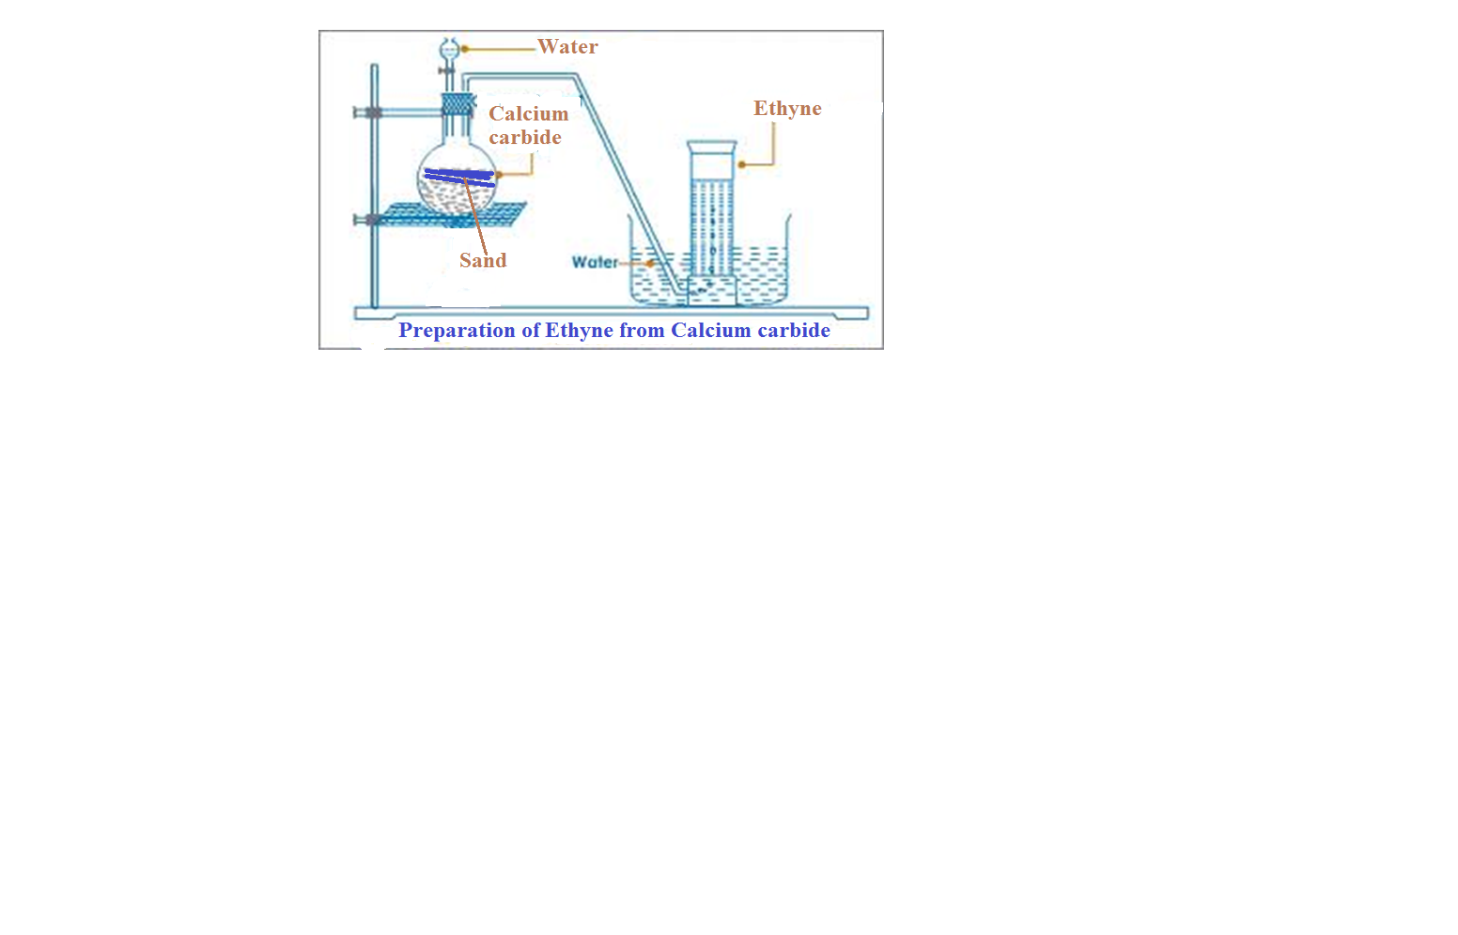 Water
Calcium
carbide
Ethyne
Sand
Water
Preparation of Ethyne from Calcium carbide